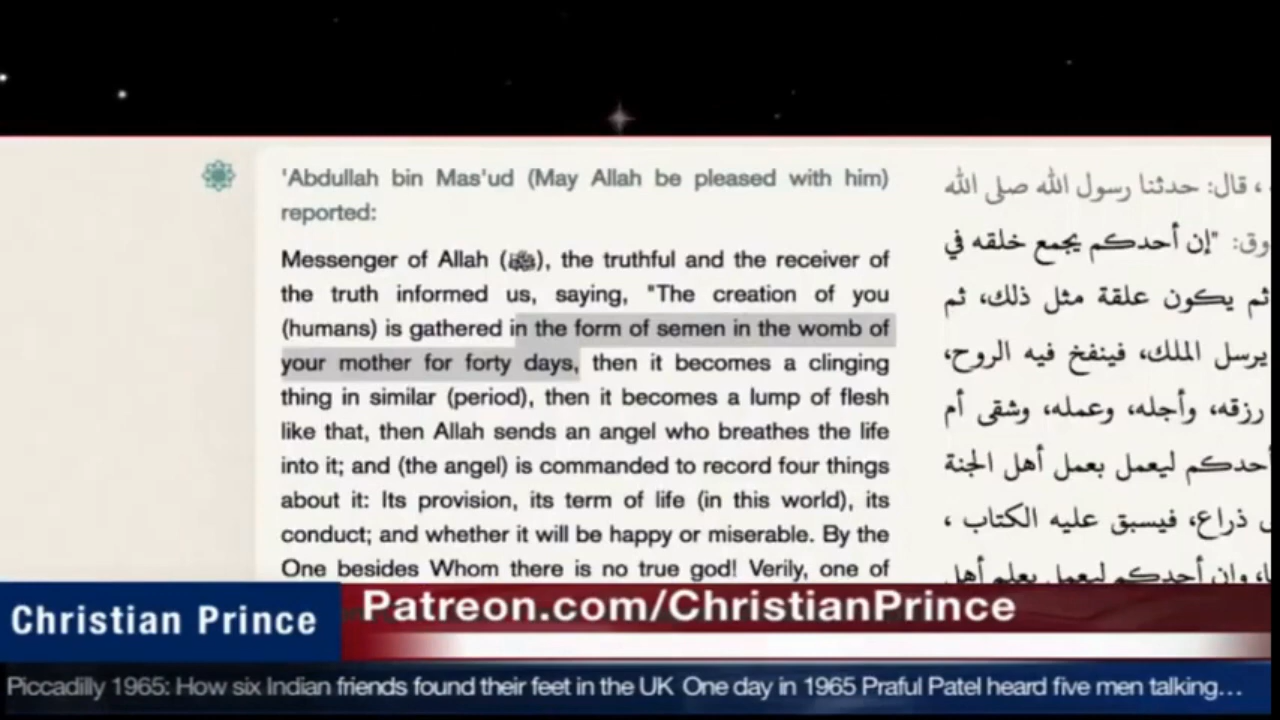 'Abdullah bin Mas'ud (May Allah be pleased with him)
reported:
Messenger of Allah (ﷺ), the truthful and the receiver of
the truth informed us, saying, "The creation of you
(humans) is gathered in the form of semen in the womb of
your mother for forty days, then it becomes a clinging
thing in similar (period), then it becomes a lump of flesh
like that, then Allah sends an angel who breathes the life
into it; and (the angel) is commanded to record four things
about it: Its provision, its term of life (in this world), its
conduct; and whether it will be happy or miserable. By the
One besides Whom there is no true god! Verily, one of
، قال: حدثنا رسول الله صلى الله
"إن أحدكم يجمع خلقه في
ثم يكون علقة مثل ذلك، ثم
يرسل الملك، فينفخ فيه الروح،
رزقه، وأجله، وعمله، وشقى أم
أحدكم ليعمل بعمل أهل الجنة
ذراع، فيسبق عليه الكتاب ،
وإن أحدكم ليعمل بعلم أهل
Christian Prince
Patreon.com/ChristianPrince
Piccadilly 1965: How six Indian friends found their feet in the UK One day in 1965 Praful Patel heard five men talking...